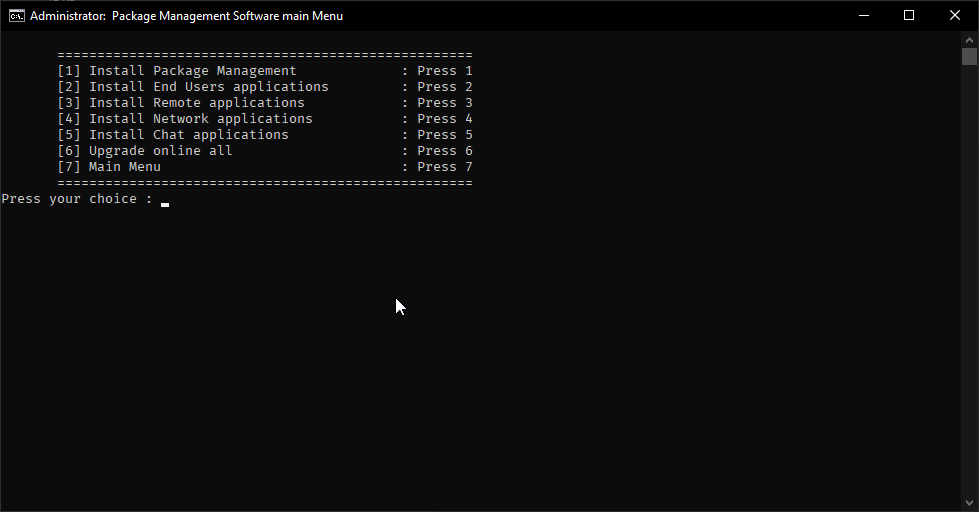 Administrator:  Package Management Software main Menu
====================================================
[1] Install Package Management             : Press 1
[2] Install End Users applications         : Press 2
[3] Install Remote applications            : Press 3
[4] Install Network applications           : Press 4
[5] Install Chat applications              : Press 5
[6] Upgrade online all                     : Press 6
[7] Main Menu                              : Press 7
====================================================
Press your choice :